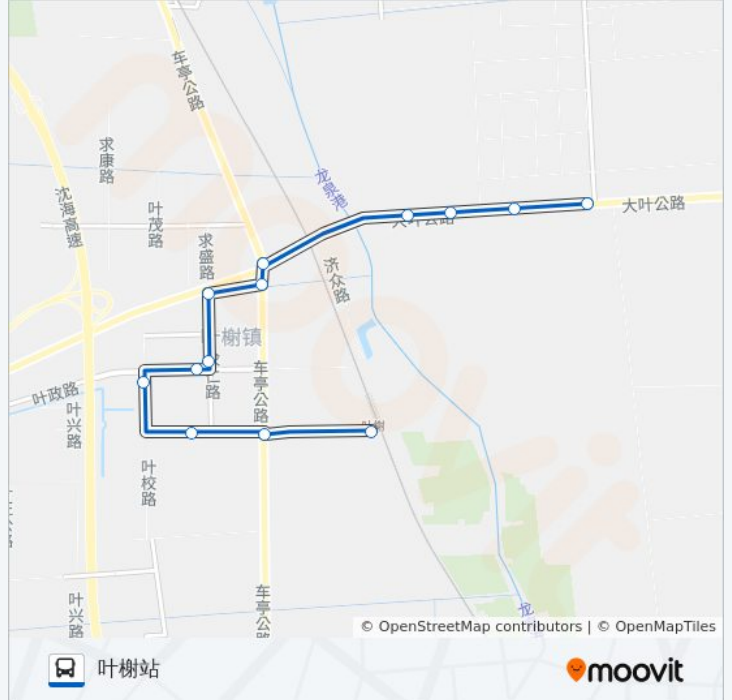 车亭公路
求康路
龙泉港
沈海高速
叶茂路
大叶公路
大叶公路
求盛路
济众路
叶榭镇
车亭公路
叶政路
叶兴路
叶榭
叶校路
叶兴路
车亭公路
龙
© OpenStreetMap contributors | © OpenMapTiles
叶榭站
moovit